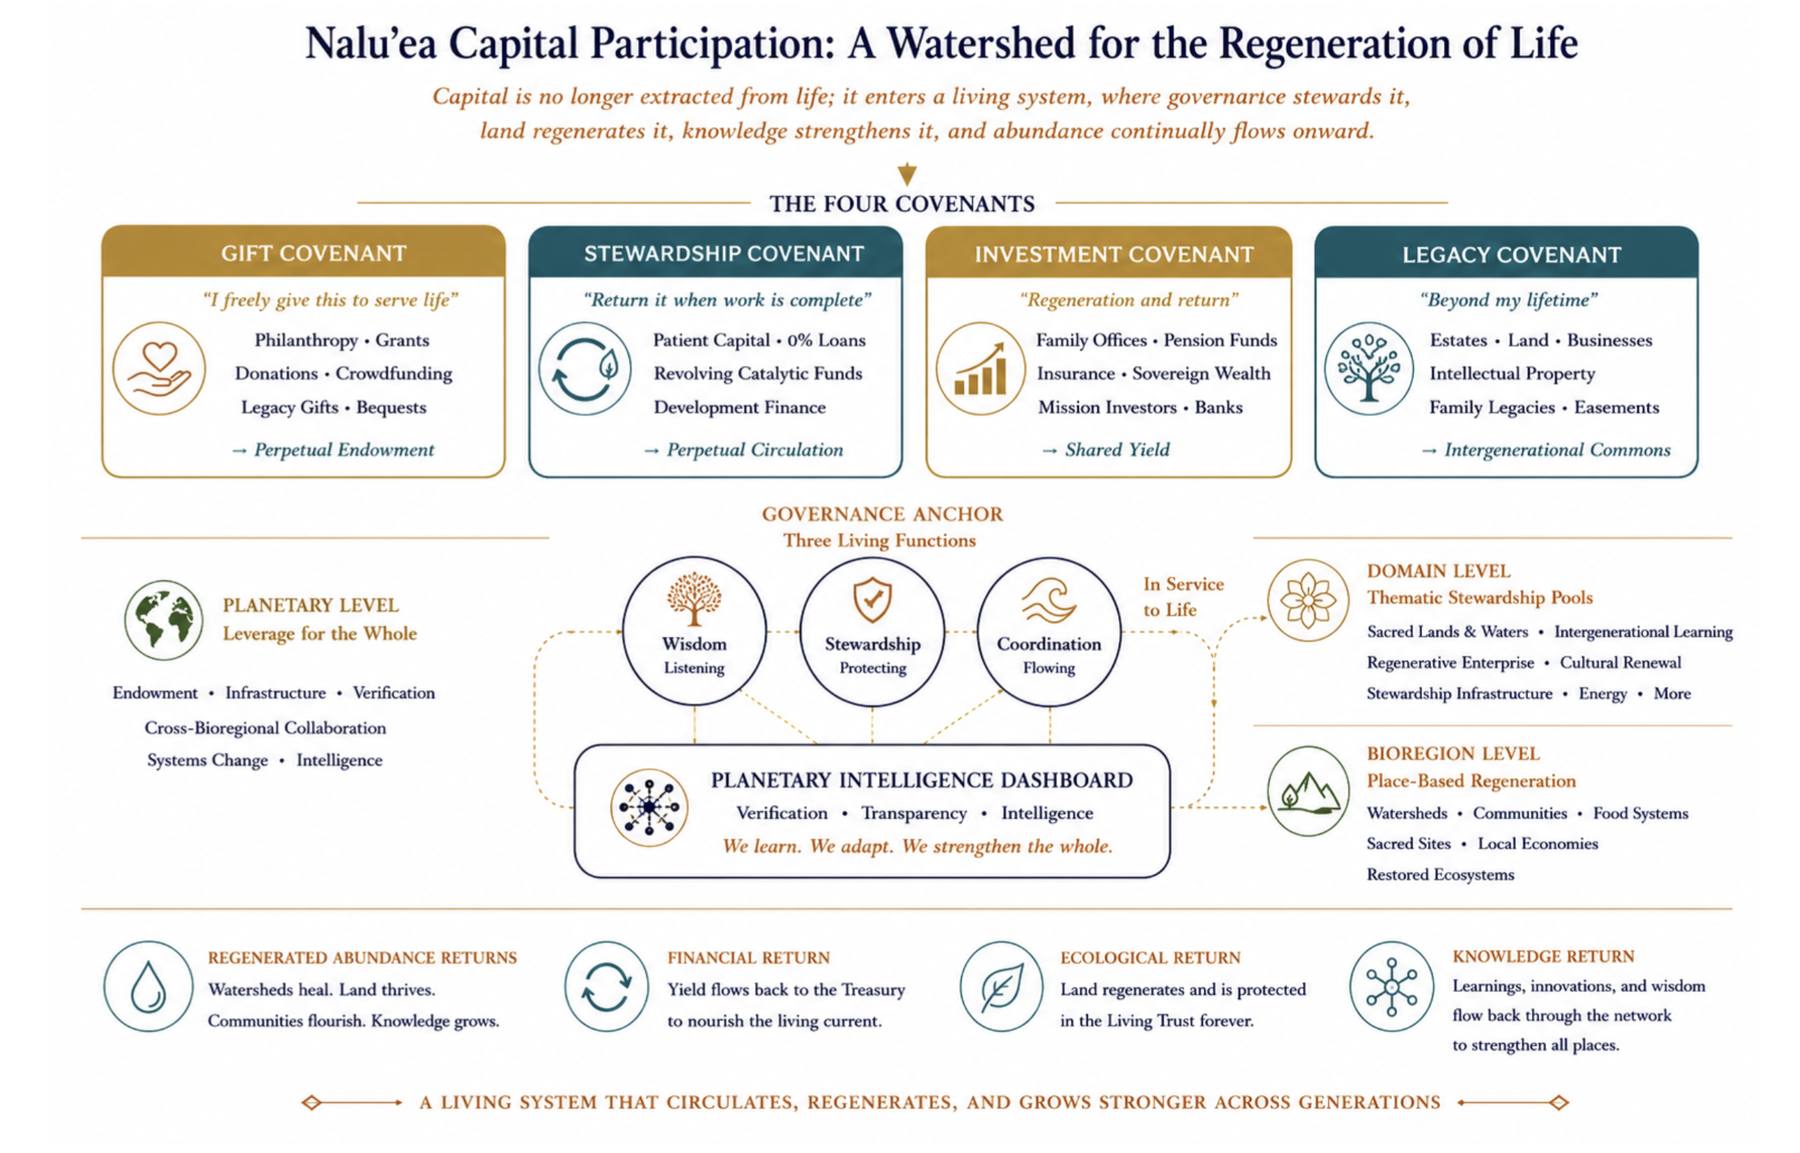 Nalu’ea Capital Participation: A Watershed for the Regeneration of Life
Capital is no longer extracted from life; it enters a living system, where governance stewards it,
land regenerates it, knowledge strengthens it, and abundance continually flows onward.
THE FOUR COVENANTS
GIFT COVENANT
“I freely give this to serve life”
Philanthropy • Grants
Donations • Crowdfunding
Legacy Gifts • Bequests
→ Perpetual Endowment
STEWARDSHIP COVENANT
“Return it when work is complete”
Patient Capital • 0% Loans
Revolving Catalytic Funds
Development Finance
→ Perpetual Circulation
INVESTMENT COVENANT
“Regeneration and return”
Family Offices • Pension Funds
Insurance • Sovereign Wealth
Mission Investors • Banks
→ Shared Yield
LEGACY COVENANT
“Beyond my lifetime”
Estates • Land • Businesses
Intellectual Property
Family Legacies • Easements
→ Intergenerational Commons
PLANETARY LEVEL
Leverage for the Whole
Endowment • Infrastructure • Verification
Cross-Bioregional Collaboration
Systems Change • Intelligence
GOVERNANCE ANCHOR
Three Living Functions
Wisdom
Listening
Stewardship
Protecting
Coordination
Flowing
In Service
to Life
PLANETARY INTELLIGENCE DASHBOARD
Verification • Transparency • Intelligence
We learn. We adapt. We strengthen the whole.
DOMAIN LEVEL
Thematic Stewardship Pools
Sacred Lands & Waters • Intergenerational Learning
Regenerative Enterprise • Cultural Renewal
Stewardship Infrastructure • Energy • More
BIOREGION LEVEL
Place-Based Regeneration
Watersheds • Communities • Food Systems
Sacred Sites • Local Economies
Restored Ecosystems
REGENERATED ABUNDANCE RETURNS
Watersheds heal. Land thrives.
Communities flourish. Knowledge grows.
FINANCIAL RETURN
Yield flows back to the Treasury
to nourish the living current.
ECOLOGICAL RETURN
Land regenerates and is protected
in the Living Trust forever.
KNOWLEDGE RETURN
Learnings, innovations, and wisdom
flow back through the network
to strengthen all places.
A LIVING SYSTEM THAT CIRCULATES, REGENERATES, AND GROWS STRONGER ACROSS GENERATIONS